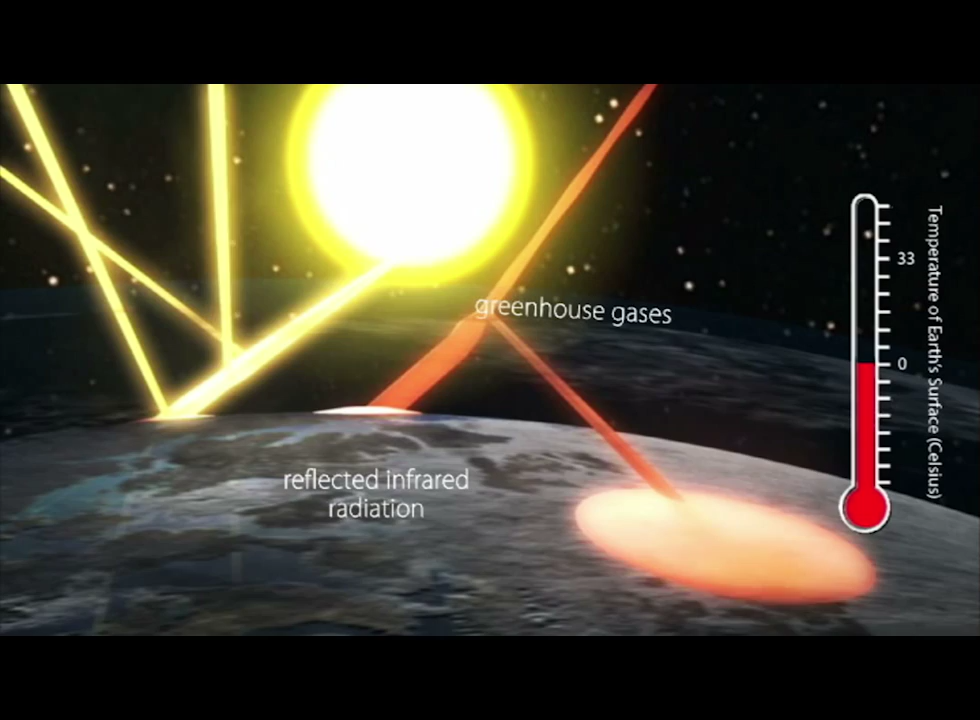 greenhouse gases
33
0
Temperature of Earth's Surface (Celsius)
reflected infrared
radiation